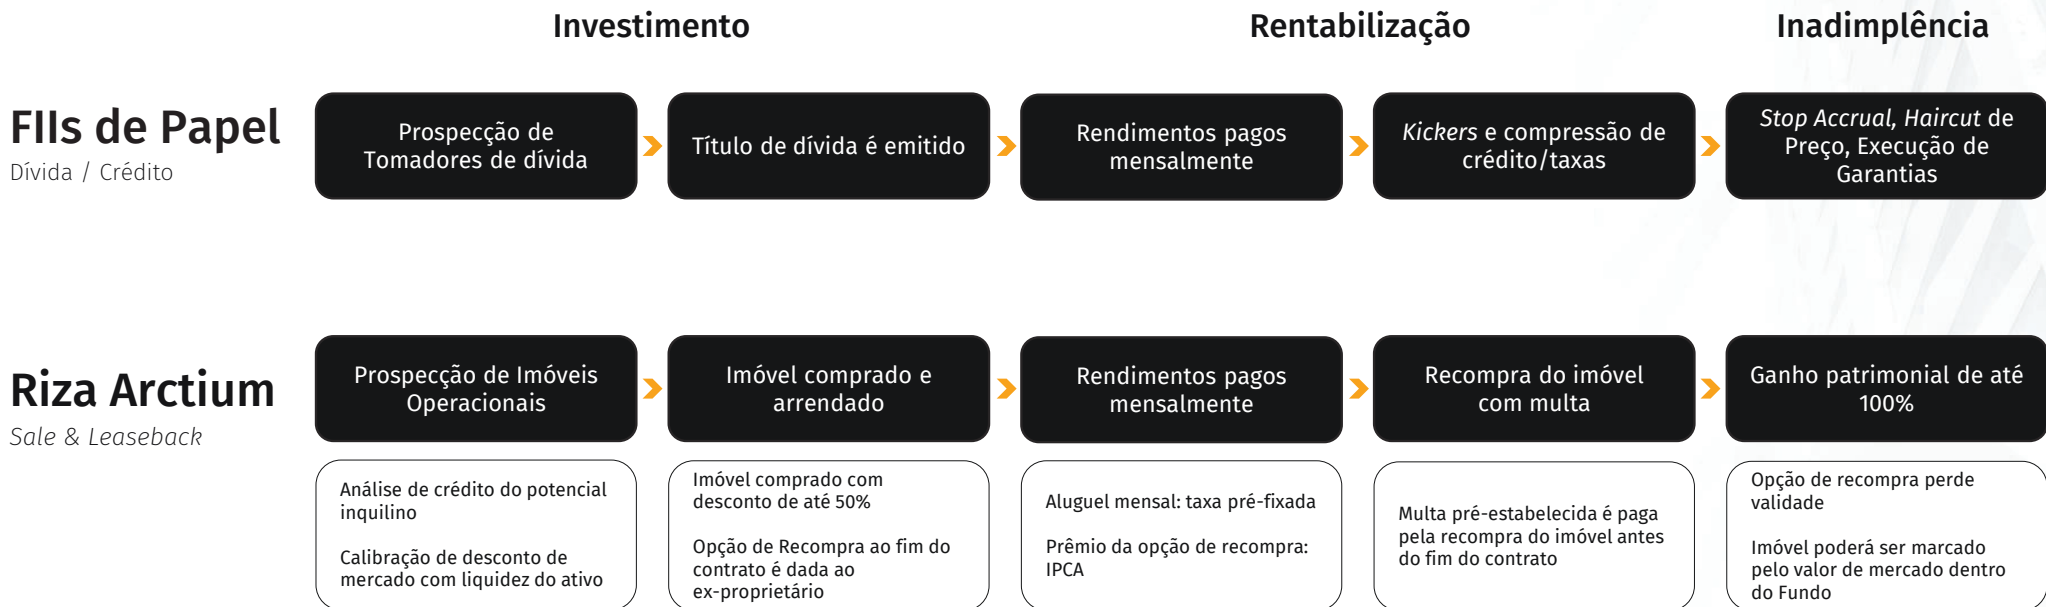 Investimento
Rentabilização
Inadimplência
FIIs de Papel
Dívida / Crédito
Prospecção de
Tomadores de dívida
Título de dívida é emitido
Rendimentos pagos
mensalmente
Kickers e compressão de
crédito/taxas
Stop Accrual, Haircut de
Preço, Execução de
Garantias
Riza Arctium
Sale & Leaseback
Prospecção de Imóveis
Operacionais
Imóvel comprado e
arrendado
Rendimentos pagos
mensalmente
Recompra do imóvel
com multa
Ganho patrimonial de até
100%
Análise de crédito do potencial
inquilino
Calibração de desconto de
mercado com liquidez do ativo
Imóvel comprado com
desconto de até 50%
Opção de Recompra ao fim do
contrato é dada ao
ex-proprietário
Aluguel mensal: taxa pré-fixada
Prêmio da opção de recompra:
IPCA
Multa pré-estabelecida é paga
pela recompra do imóvel antes
do fim do contrato
Opção de recompra perde
validade
Imóvel poderá ser marcado
pelo valor de mercado dentro
do Fundo